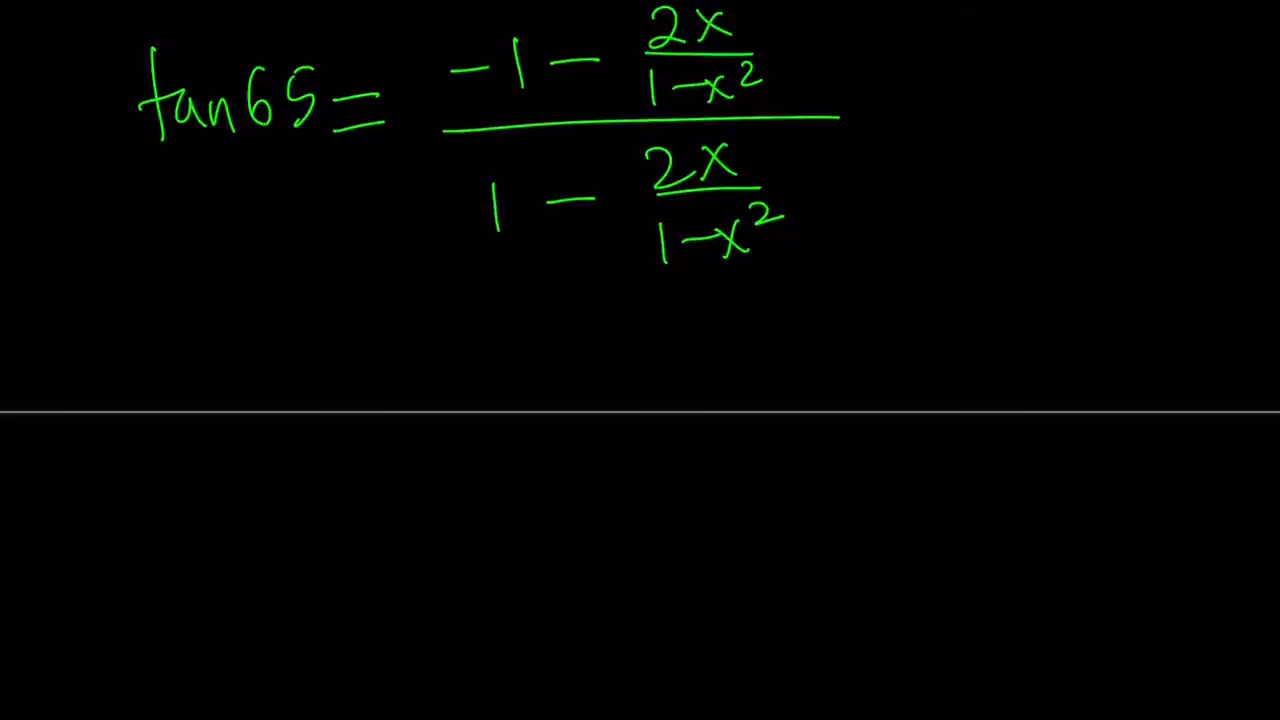 2x
-1 - 1-x²
tan65 =
2x
1 - 1-x²